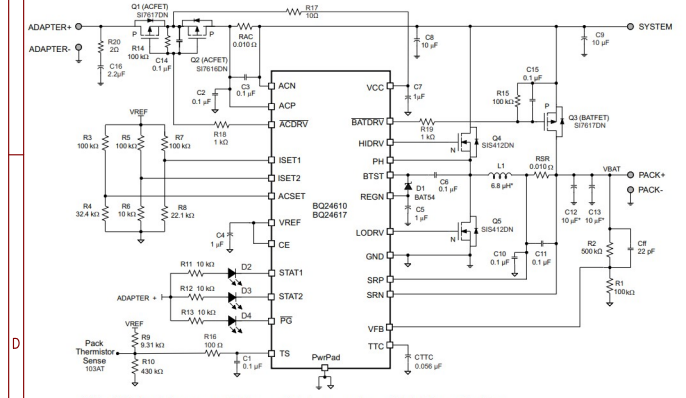 Q1 (ACFET)
SI7617DN
R17
10Ω
ADAPTER+
SYSTEM
ADAPTER-
R20
2Ω
C16
2.2μF
R14
100 kΩ
C14
0.1 μF
Q2 (ACFET)
SI7616DN
RAC
0.010 Ω
C8
10 μF
C9
10 μF
P
P
C3
0.1 μF
C2
0.1 μF
ACN
ACP
ACDRV
R18
1 kΩ
VCC
C7
1μF
C15
0.1 μF
R15
100 kΩ
P
Q3 (BATFET)
SI7617DN
BATDRV
R19
1 kΩ
HIDRV
Q4
SIS412DN
N
PH
VREF
R3
100 kΩ
R5
100 kΩ
R7
100 kΩ
ISET1
ISET2
ACSET
R4
32.4 kΩ
R6
10 kΩ
R8
22.1 kΩ
BQ24610
BQ24617
BTST
C6
0.1 μF
L1
6.8 μH*
RSR
0.010 Ω
VBAT
PACK+
PACK-
REGN
D1
BAT54
C5
1 μF
C12
10 μF*
C13
10 μF*
VREF
C4
1 μF
CE
LODRV
Q5
SIS412DN
N
GND
R2
500 kΩ
Cff
22 pF
C10
0.1 μF
C11
0.1 μF
R11 10 kΩ
D2
STAT1
R12 10 kΩ
D3
STAT2
R13 10 kΩ
D4
PG
ADAPTER +
SRP
SRN
R1
100kΩ
VFB
VREF
R9
9.31 kΩ
Pack
Thermistor
Sense
103AT
R10
430 kΩ
R16
100 Ω
C1
0.1 μF
TS
PwrPad
TTC
CTTC
0.056 μF
D